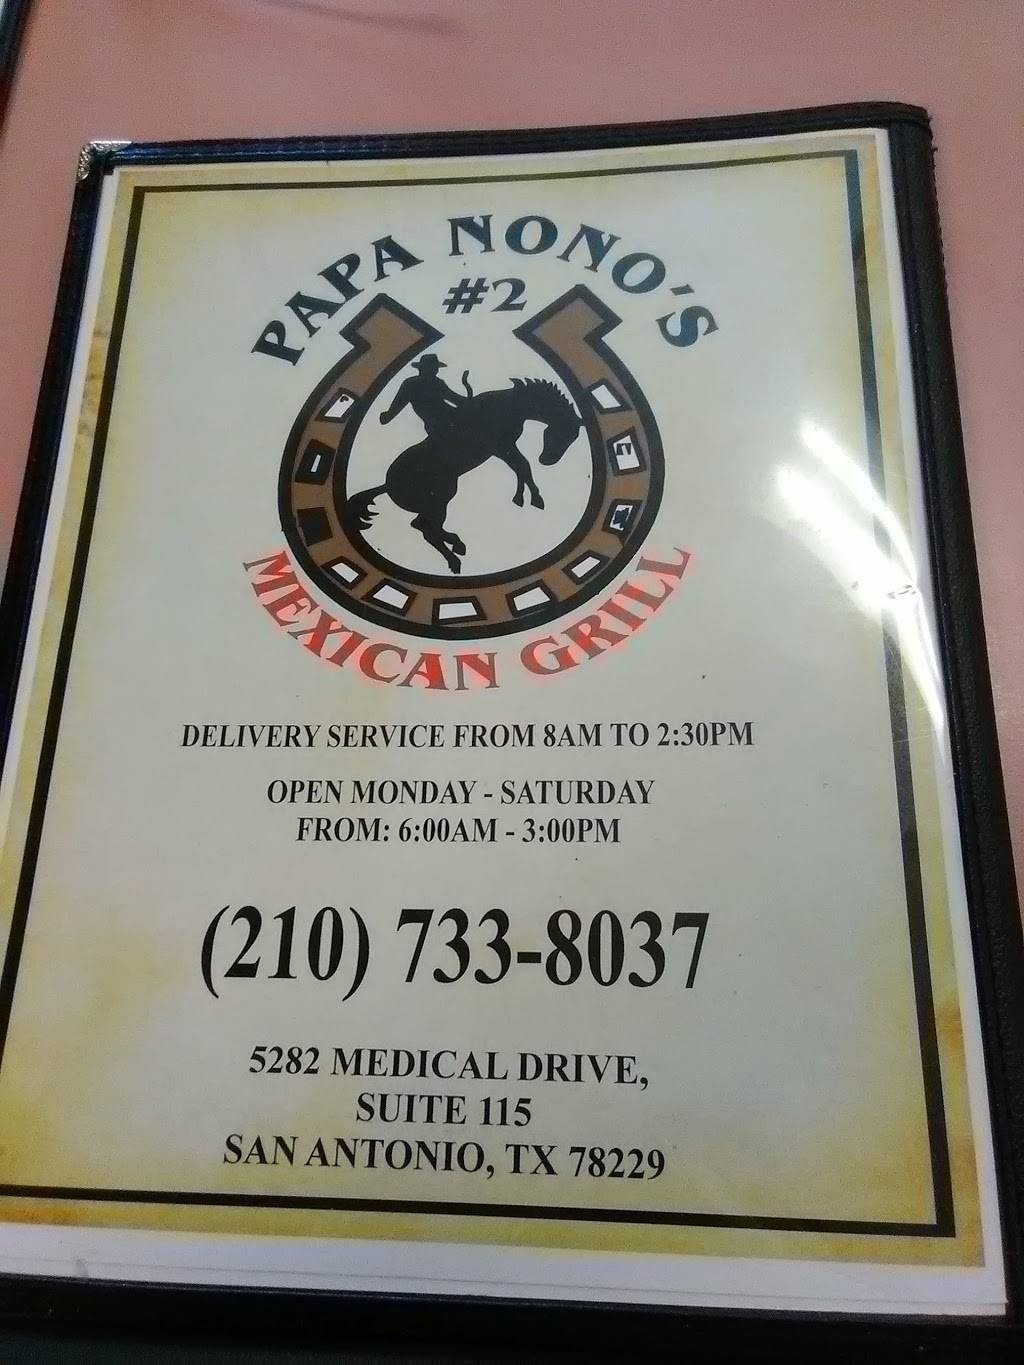 PAPA NONO'S
#2
MEXICAN GRILL
DELIVERY SERVICE FROM 8AM TO 2:30PM
OPEN MONDAY - SATURDAY
FROM: 6:00AM - 3:00PM
(210) 733-8037
5282 MEDICAL DRIVE,
SUITE 115
SAN ANTONIO, TX 78229